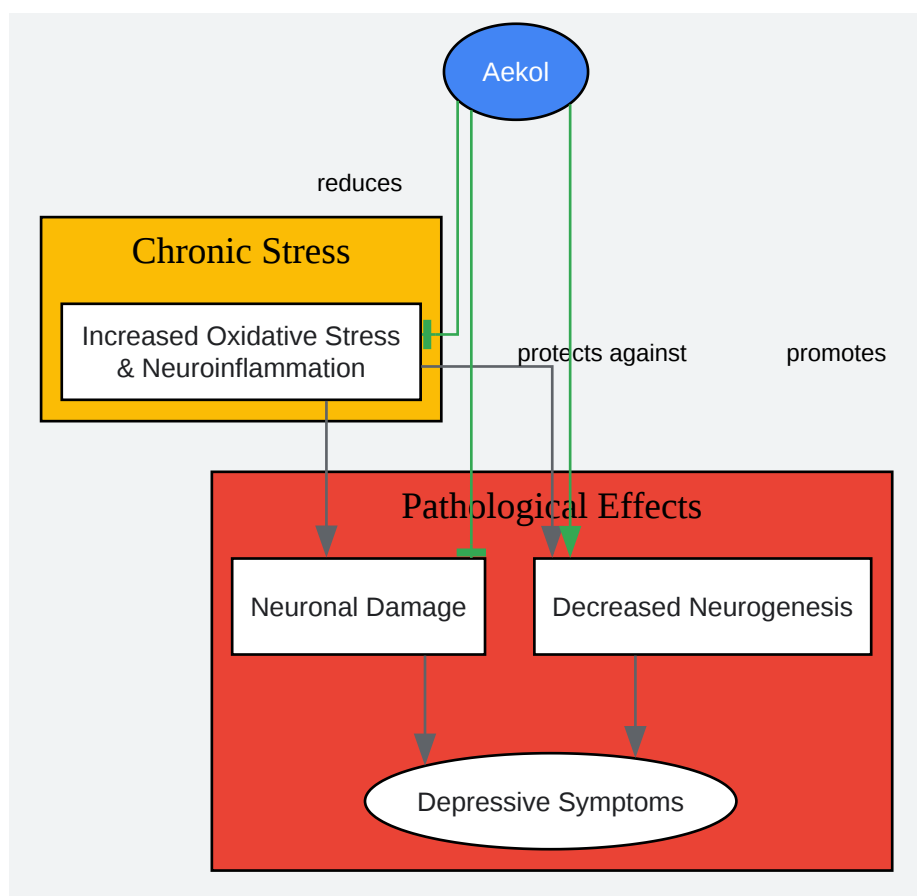 Aekol
reduces
Chronic Stress
Increased Oxidative Stress
& Neuroinflammation
protects against
promotes
Pathological Effects
Neuronal Damage
Decreased Neurogenesis
Depressive Symptoms